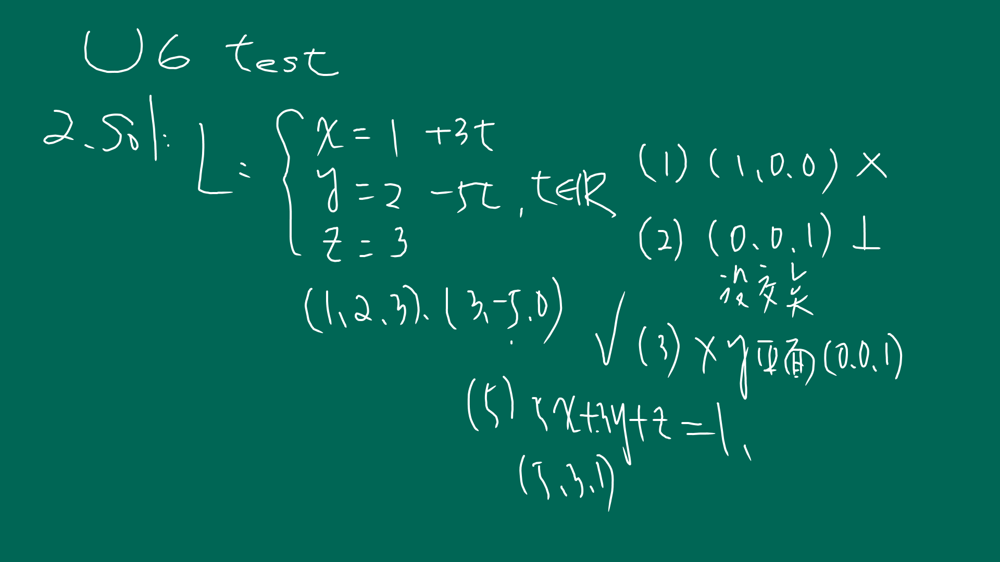 U6 test
2. Sol: L: { x = 1 + 3t
y = 2 - 5t, t∈R
z = 3
(1,2,3). (3,-5,0)
(1) (1,0,0) ×
(2) (0,0,1) ⊥
沒交點
✓ (3) xy平面(0,0,1)
(5) 5x+3y+z=1,
(5,3,1)